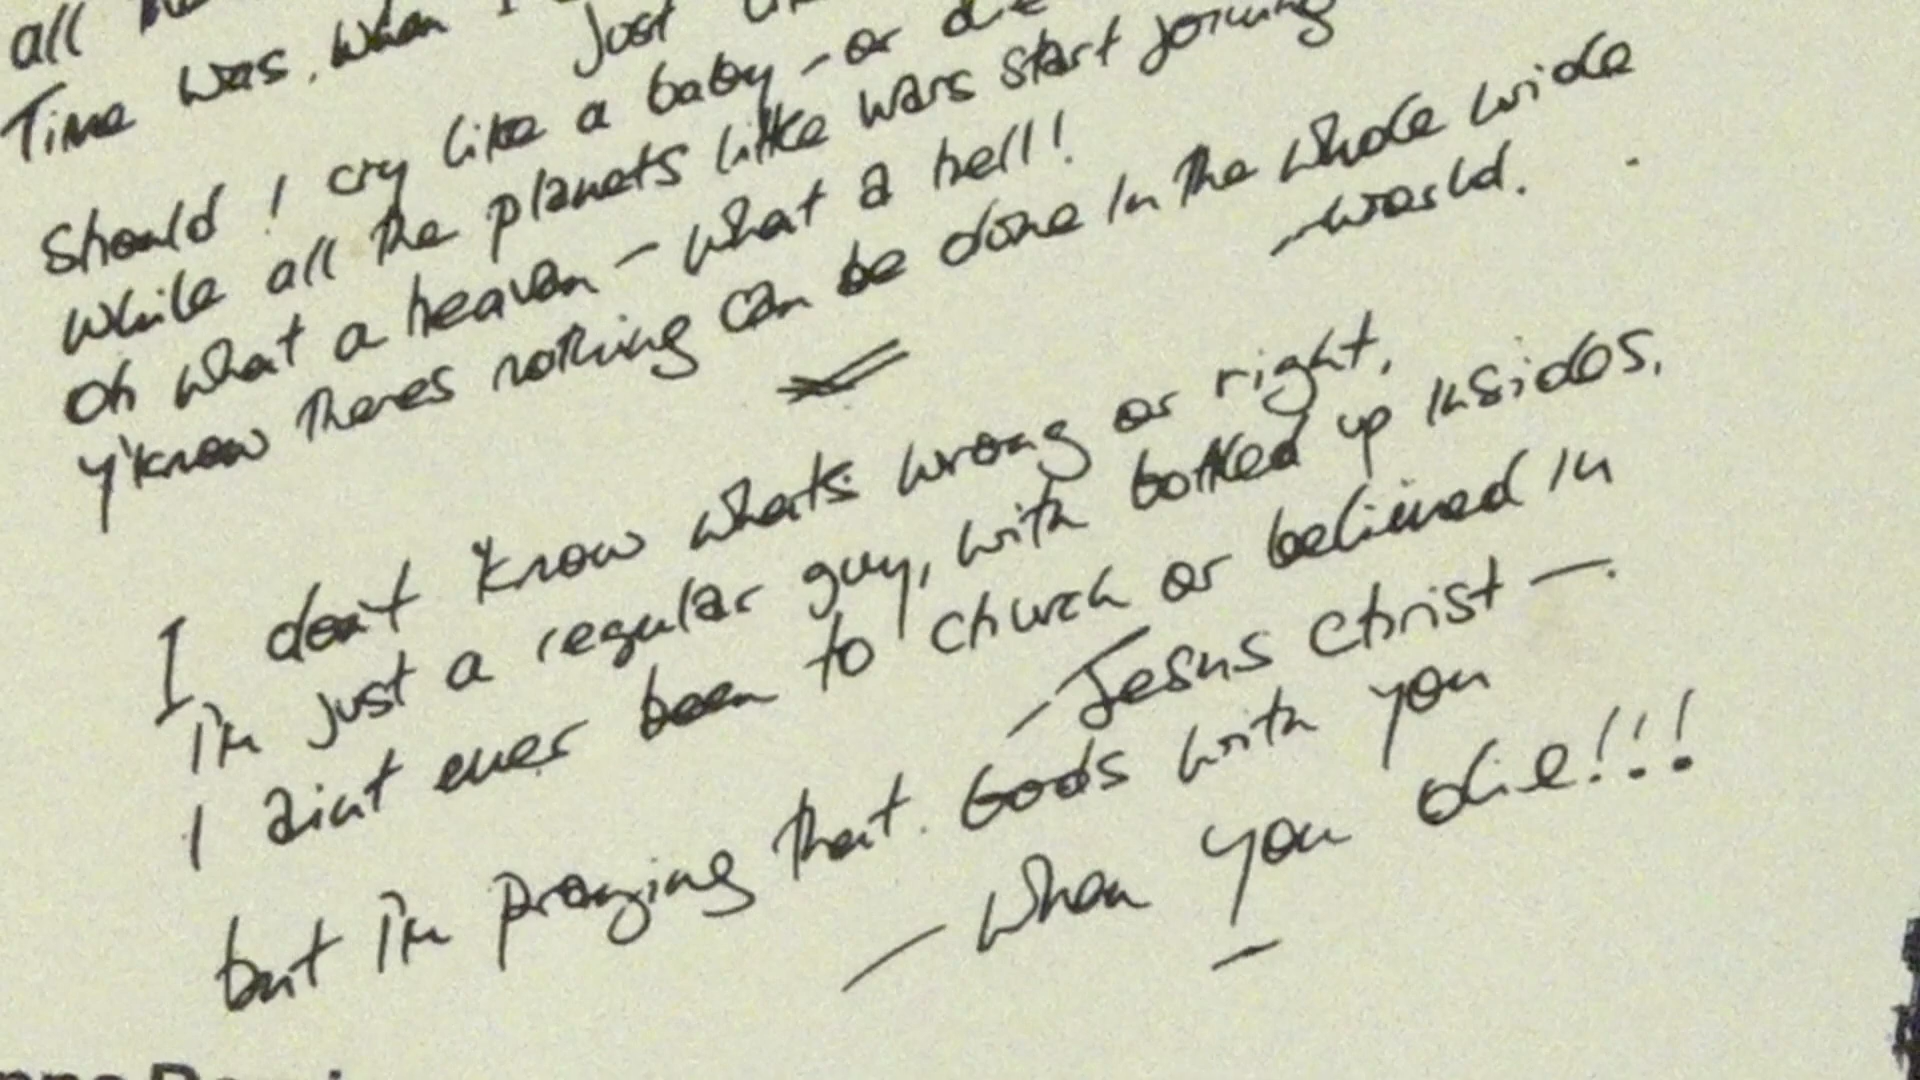 all
Time was when I
Just
Should I cry like a baby - or die
While all the planets little wars start joining
Oh what a heaven - what a hell!
Y'know theres nothing can be done in the whole wide
- world.
I dont know whats wrong or right,
I'm just a regular guy, with bottled up insides.
I aint ever been to church or believed in
- Jesus Christ -.
but I'm praying that Gods with you
- when you die!!!